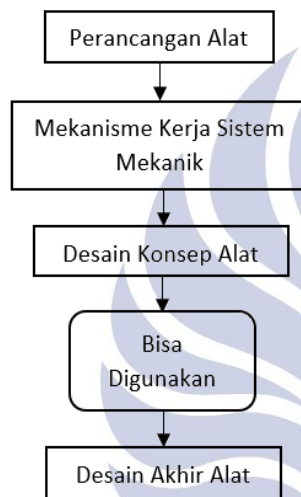 Perancangan Alat
Mekanisme Kerja Sistem
Mekanik
Desain Konsep Alat
Bisa
Digunakan
Desain Akhir Alat